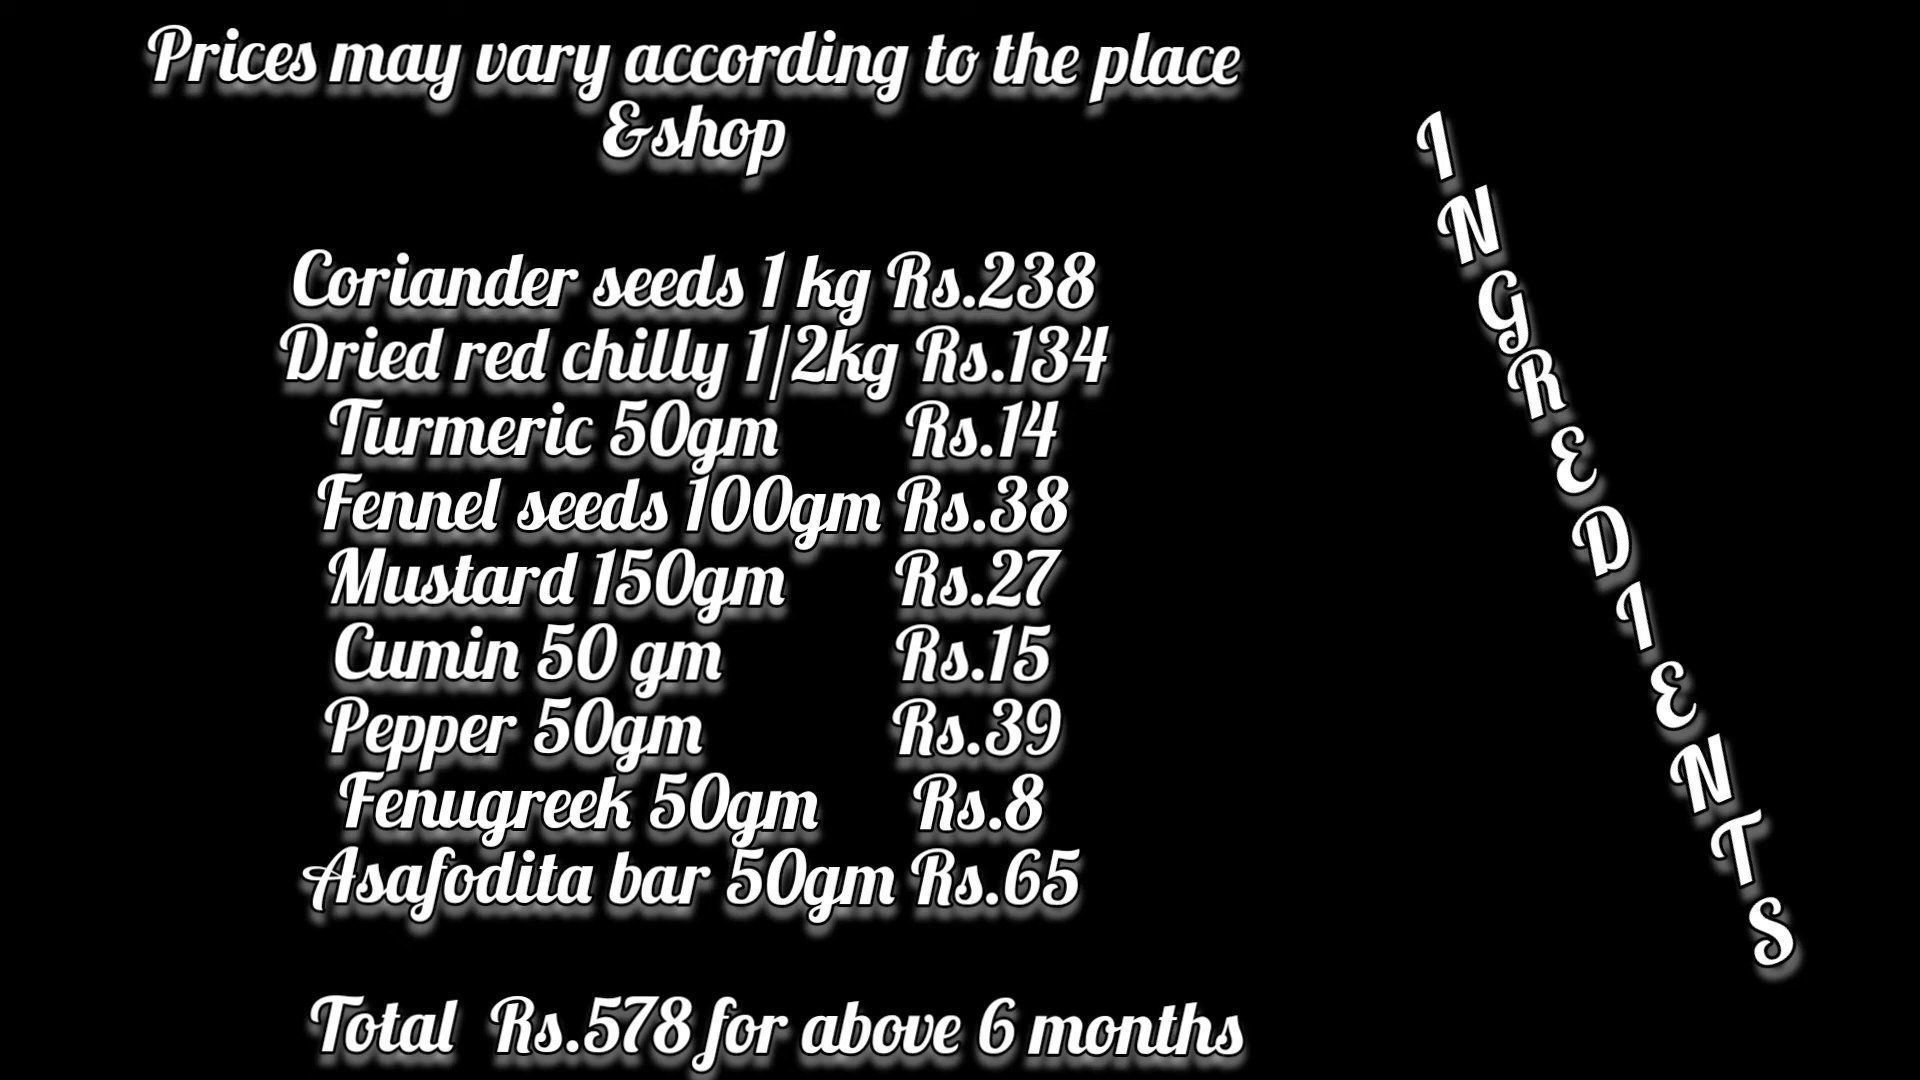 Prices may vary according to the place
&shop
Coriander seeds 1 kg Rs.238
Dried red chilly 1/2kg Rs.134
Turmeric 50gm Rs.14
Fennel seeds 100gm Rs.38
Mustard 150gm Rs.27
Cumin 50 gm Rs.15
Pepper 50gm Rs.39
Fenugreek 50gm Rs.8
Asafodita bar 50gm Rs.65
Total Rs.578 for above 6 months
INGREDIENTS